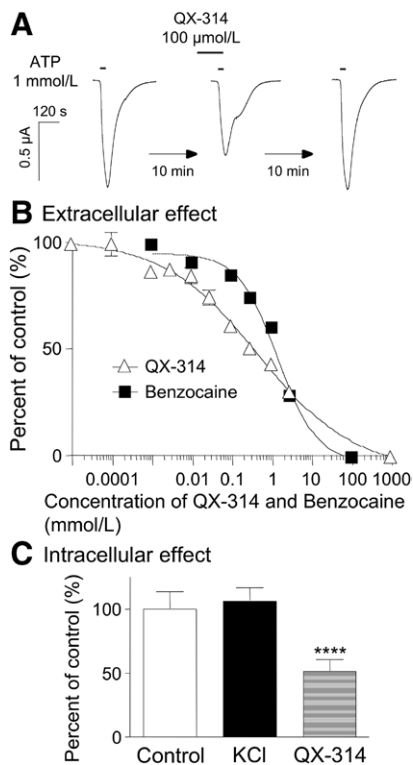 A
QX-314
100 µmol/L
ATP
1 mmol/L
120 s
0.5 µA
10 min
10 min
B Extracellular effect
Percent of control (%)
100
50
0
QX-314
Benzocaine
0.0001 0.01 0.1 1 10 100 1000
Concentration of QX-314 and Benzocaine
(mmol/L)
C Intracellular effect
Percent of control (%)
100
50
0
****
Control KCl QX-314